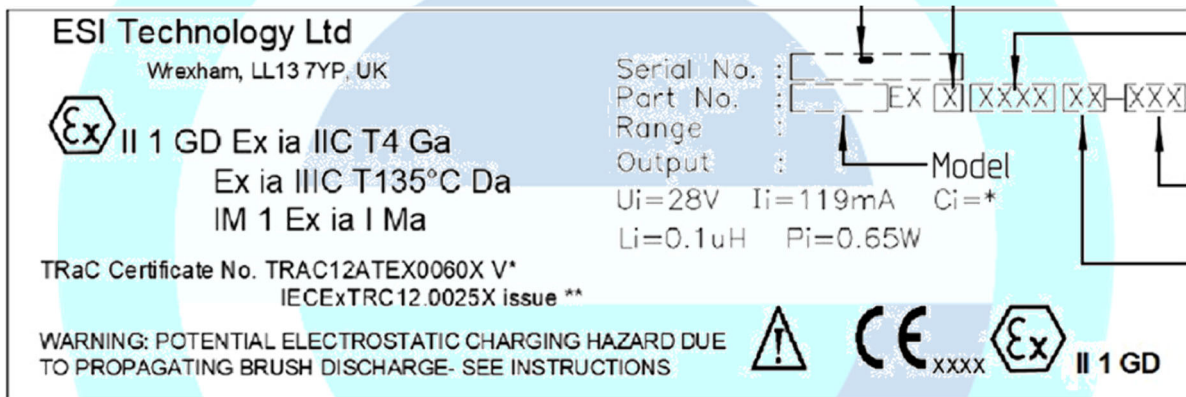 ESI Technology Ltd
Wrexham, LL13 7YP, UK
Ex II 1 GD Ex ia IIC T4 Ga
Ex ia IIIC T135°C Da
IM 1 Ex ia I Ma
TRaC Certificate No. TRAC12ATEX0060X V*
IECExTRC12.0025X issue **
WARNING: POTENTIAL ELECTROSTATIC CHARGING HAZARD DUE
TO PROPAGATING BRUSH DISCHARGE- SEE INSTRUCTIONS
Serial No. : -
Part No. : EX X XXXX XX-XXX
Range :
Output :
Model
Ui=28V Ii=119mA Ci=*
Li=0.1uH Pi=0.65W
CE XXXX Ex II 1 GD